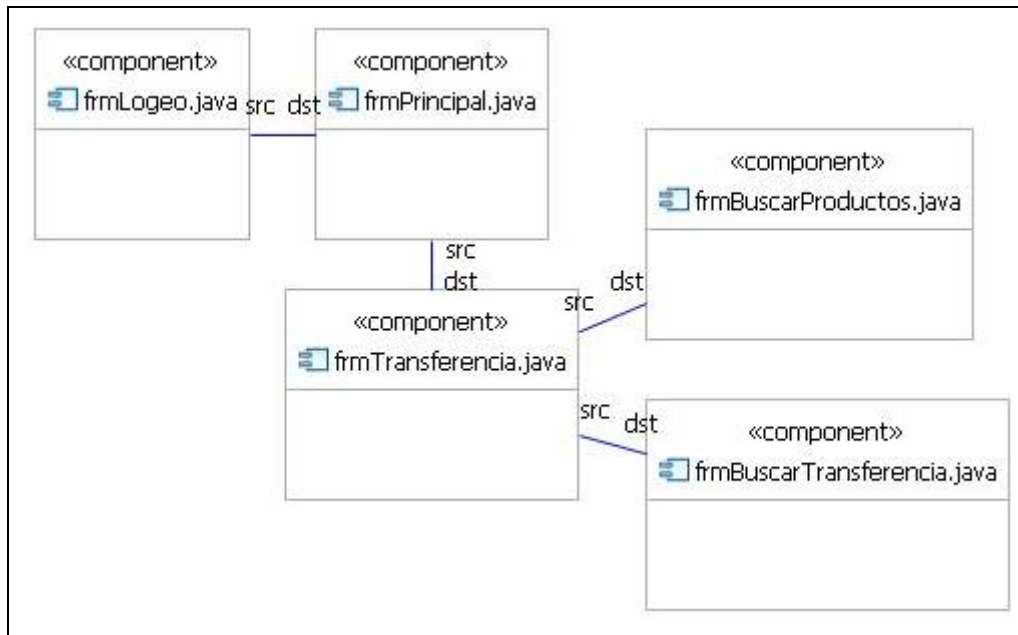 «component»
frmLogeo.java
src dst
«component»
frmPrincipal.java
src
dst
«component»
frmTransferencia.java
src
dst
«component»
frmBuscarProductos.java
src
dst
«component»
frmBuscarTransferencia.java